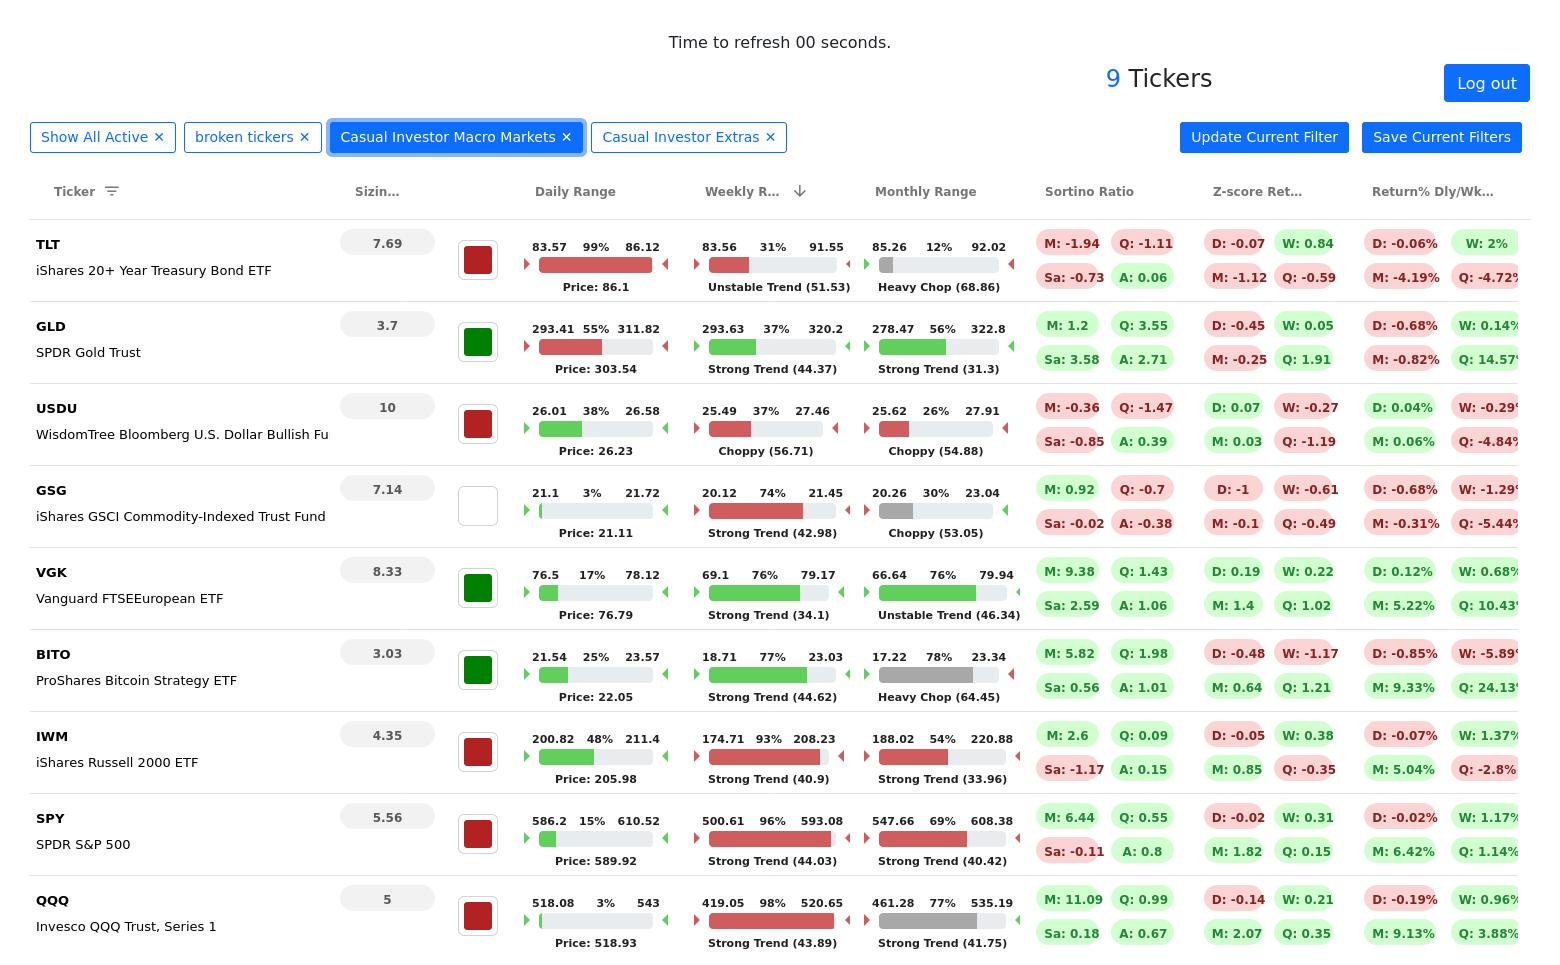 Time to refresh 00 seconds.
9 Tickers
Log out
Show All Active ✕ broken tickers ✕ Casual Investor Macro Markets ✕ Casual Investor Extras ✕ Update Current Filter Save Current Filters
Ticker Sizin… Daily Range Weekly R… Monthly Range Sortino Ratio Z-score Ret… Return% Dly/Wk…
TLT 7.69 83.57 99% 86.12 83.56 31% 91.55 85.26 12% 92.02 M: -1.94 Q: -1.11 D: -0.07 W: 0.84 D: -0.06% W: 2%
iShares 20+ Year Treasury Bond ETF Sa: -0.73 A: 0.06 M: -1.12 Q: -0.59 M: -4.19% Q: -4.72%
Price: 86.1 Unstable Trend (51.53) Heavy Chop (68.86)
GLD 3.7 293.41 55% 311.82 293.63 37% 320.2 278.47 56% 322.8 M: 1.2 Q: 3.55 D: -0.45 W: 0.05 D: -0.68% W: 0.14%
SPDR Gold Trust Sa: 3.58 A: 2.71 M: -0.25 Q: 1.91 M: -0.82% Q: 14.57%
Price: 303.54 Strong Trend (44.37) Strong Trend (31.3)
USDU 10 26.01 38% 26.58 25.49 37% 27.46 25.62 26% 27.91 M: -0.36 Q: -1.47 D: 0.07 W: -0.27 D: 0.04% W: -0.29%
WisdomTree Bloomberg U.S. Dollar Bullish Fu Sa: -0.85 A: 0.39 M: 0.03 Q: -1.19 M: 0.06% Q: -4.84%
Price: 26.23 Choppy (56.71) Choppy (54.88)
GSG 7.14 21.1 3% 21.72 20.12 74% 21.45 20.26 30% 23.04 M: 0.92 Q: -0.7 D: -1 W: -0.61 D: -0.68% W: -1.29%
iShares GSCI Commodity-Indexed Trust Fund Sa: -0.02 A: -0.38 M: -0.1 Q: -0.49 M: -0.31% Q: -5.44%
Price: 21.11 Strong Trend (42.98) Choppy (53.05)
VGK 8.33 76.5 17% 78.12 69.1 76% 79.17 66.64 76% 79.94 M: 9.38 Q: 1.43 D: 0.19 W: 0.22 D: 0.12% W: 0.68%
Vanguard FTSEEuropean ETF Sa: 2.59 A: 1.06 M: 1.4 Q: 1.02 M: 5.22% Q: 10.43%
Price: 76.79 Strong Trend (34.1) Unstable Trend (46.34)
BITO 3.03 21.54 25% 23.57 18.71 77% 23.03 17.22 78% 23.34 M: 5.82 Q: 1.98 D: -0.48 W: -1.17 D: -0.85% W: -5.89%
ProShares Bitcoin Strategy ETF Sa: 0.56 A: 1.01 M: 0.64 Q: 1.21 M: 9.33% Q: 24.13%
Price: 22.05 Strong Trend (44.62) Heavy Chop (64.45)
IWM 4.35 200.82 48% 211.4 174.71 93% 208.23 188.02 54% 220.88 M: 2.6 Q: 0.09 D: -0.05 W: 0.38 D: -0.07% W: 1.37%
iShares Russell 2000 ETF Sa: -1.17 A: 0.15 M: 0.85 Q: -0.35 M: 5.04% Q: -2.8%
Price: 205.98 Strong Trend (40.9) Strong Trend (33.96)
SPY 5.56 586.2 15% 610.52 500.61 96% 593.08 547.66 69% 608.38 M: 6.44 Q: 0.55 D: -0.02 W: 0.31 D: -0.02% W: 1.17%
SPDR S&P 500 Sa: -0.11 A: 0.8 M: 1.82 Q: 0.15 M: 6.42% Q: 1.14%
Price: 589.92 Strong Trend (44.03) Strong Trend (40.42)
QQQ 5 518.08 3% 543 419.05 98% 520.65 461.28 77% 535.19 M: 11.09 Q: 0.99 D: -0.14 W: 0.21 D: -0.19% W: 0.96%
Invesco QQQ Trust, Series 1 Sa: 0.18 A: 0.67 M: 2.07 Q: 0.35 M: 9.13% Q: 3.88%
Price: 518.93 Strong Trend (43.89) Strong Trend (41.75)